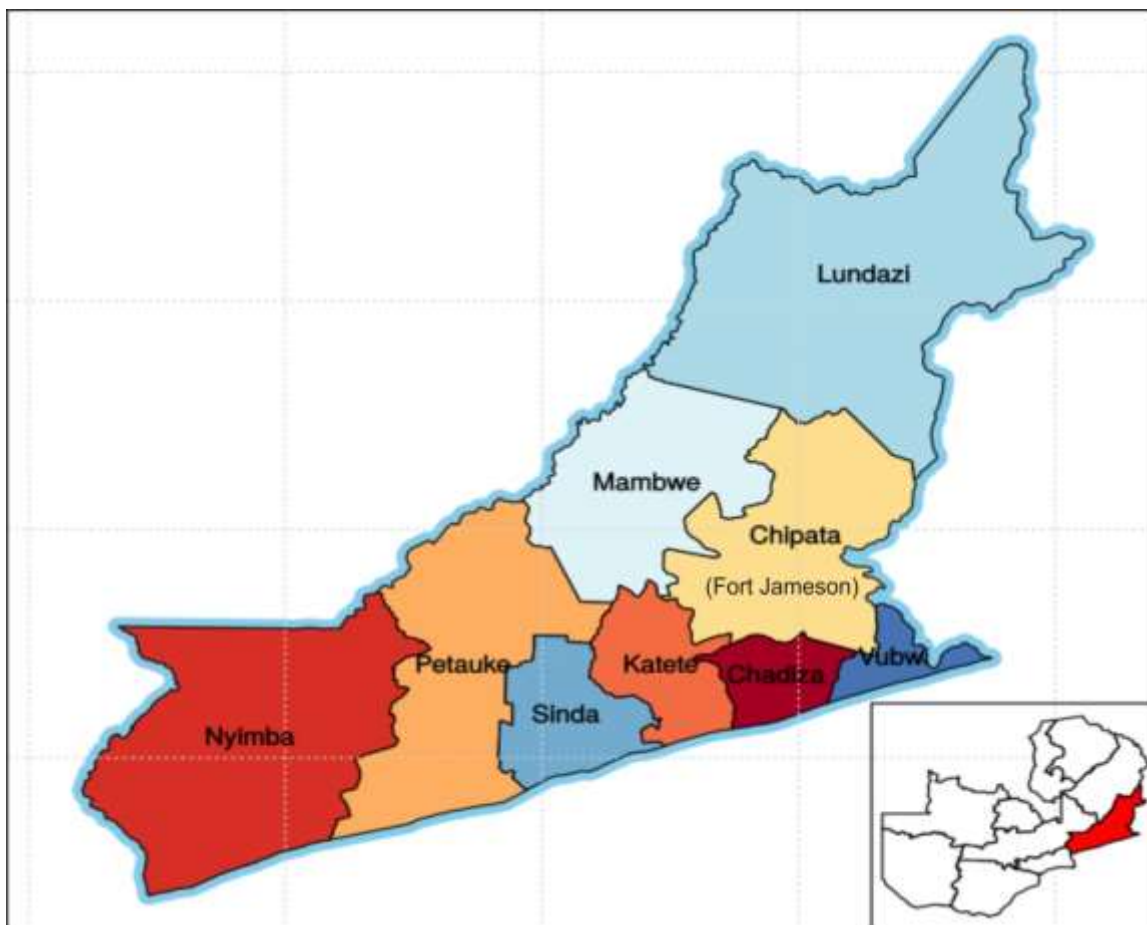 Lundazi
Mambwe
Chipata
(Fort Jameson)
Petauke
Katete
Chadiza
Vubwi
Sinda
Nyimba